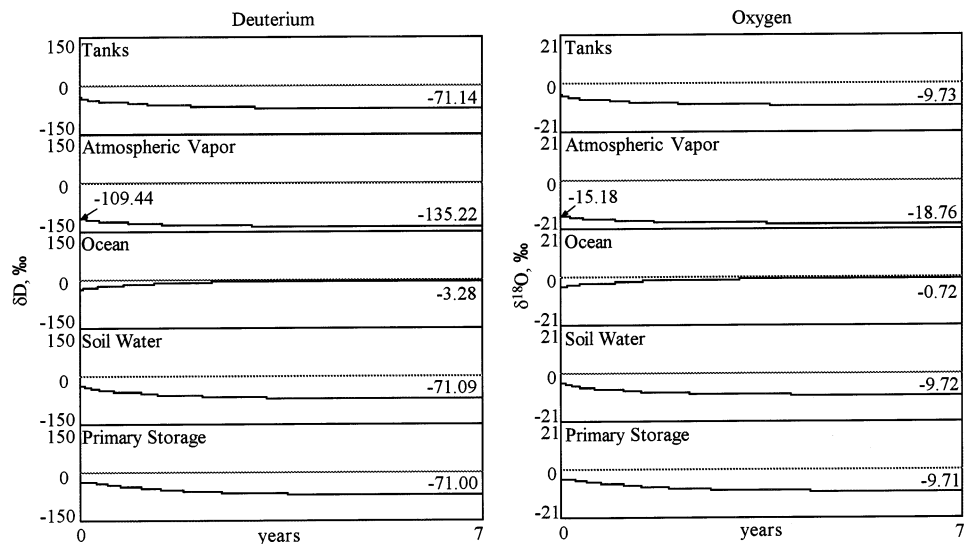 Deuterium
150
Tanks
0
-71.14
-150
150
Atmospheric Vapor
0
-109.44
-135.22
-150
150
Ocean
0
-3.28
-150
150
Soil Water
0
-71.09
-150
150
Primary Storage
0
-71.00
-150
δD, ‰
0 years 7
Oxygen
21
Tanks
0
-9.73
-21
21
Atmospheric Vapor
0
-15.18
-18.76
-21
21
Ocean
0
-0.72
-21
21
Soil Water
0
-9.72
-21
21
Primary Storage
0
-9.71
-21
δ¹⁸O, ‰
0 years 7